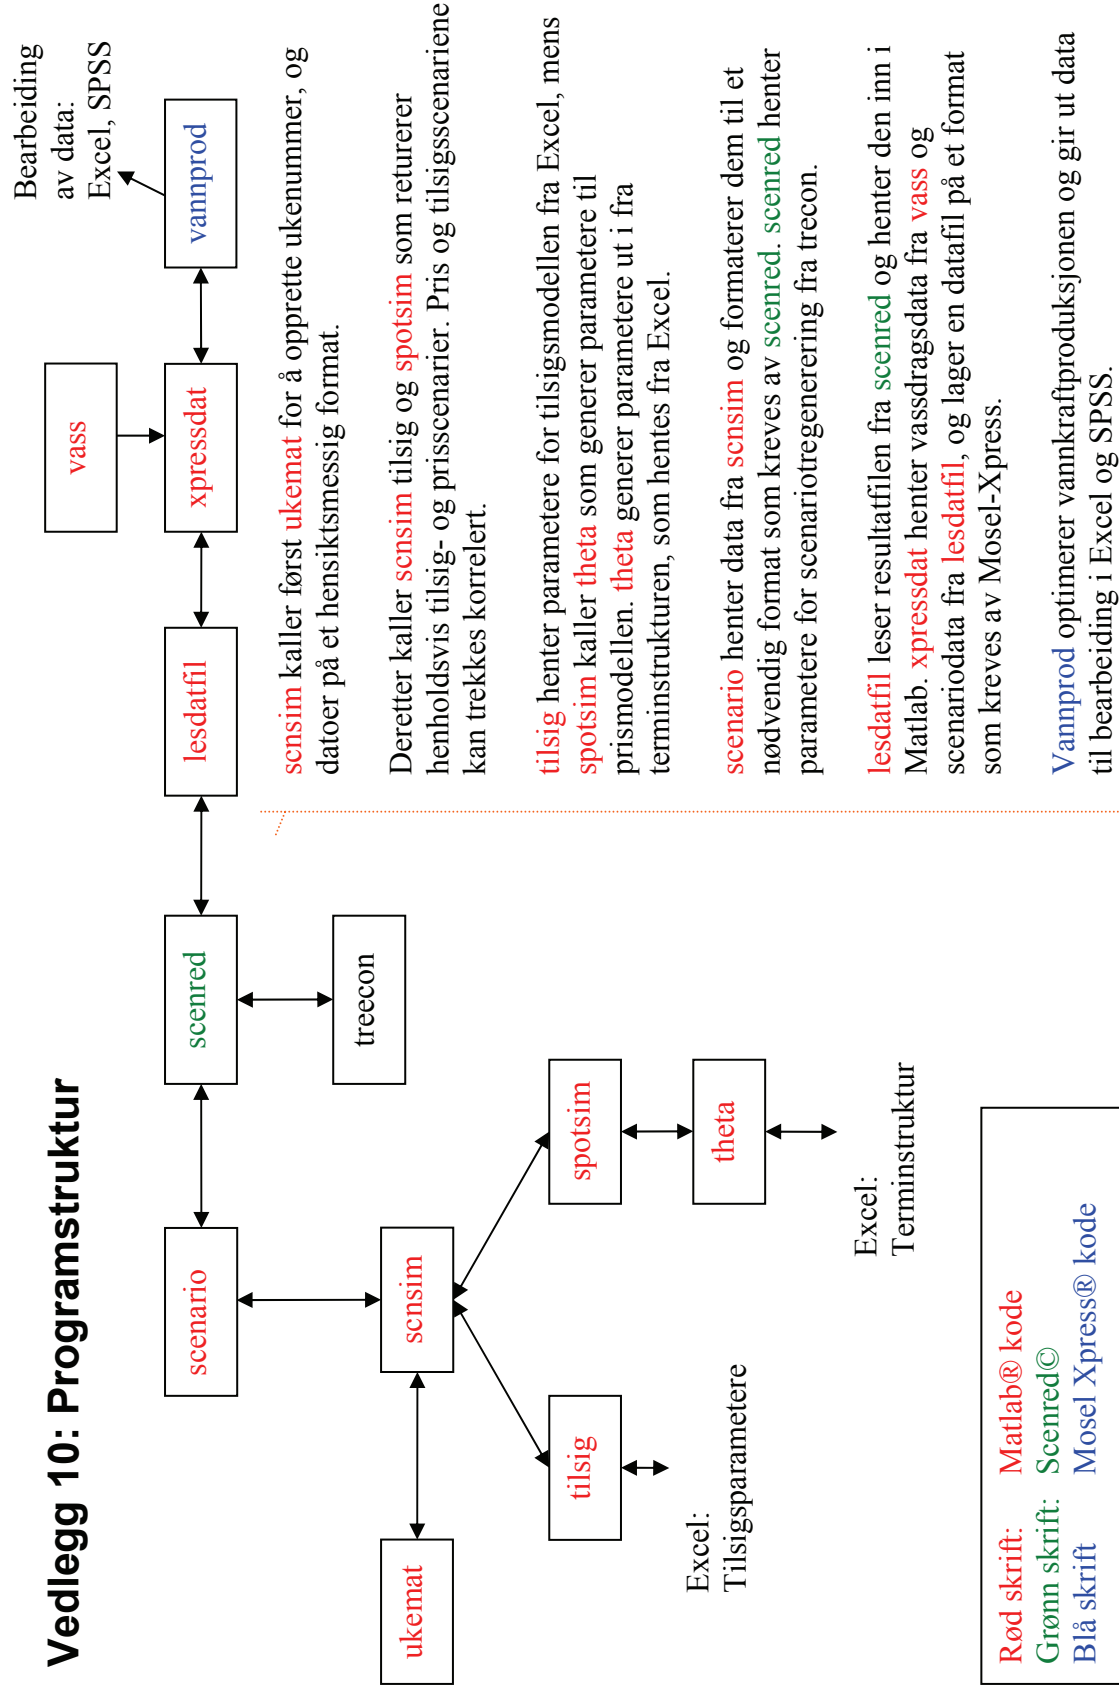 Vedlegg 10: Programstruktur
scenario
scenred
lesdatfil
xpressdat
vannprod
vass
Bearbeiding
av data:
Excel, SPSS
treecon
ukemat
scnsim
tilsig
spotsim
theta
Excel:
Tilsigsparametere
Excel:
Terminstruktur
scnsim kaller først ukemat for å opprette ukenummer, og
datoer på et hensiktsmessig format.
Deretter kaller scnsim tilsig og spotsim som returerer
henholdsvis tilsig- og prisscenarier. Pris og tilsigsscenariene
kan trekkes korrelert.
tilsig henter parametere for tilsigsmodellen fra Excel, mens
spotsim kaller theta som generer parametere til
prismodellen. theta generer parametere ut i fra
terminstrukturen, som hentes fra Excel.
scenario henter data fra scnsim og formaterer dem til et
nødvendig format som kreves av scenred. scenred henter
parametere for scenariotregenerering fra trecon.
lesdatfil leser resultatfilen fra scenred og henter den inn i
Matlab. xpressdat henter vassdragsdata fra vass og
scenariodata fra lesdatfil, og lager en datafil på et format
som kreves av Mosel-Xpress.
Vannprod optimerer vannkraftproduksjonen og gir ut data
til bearbeiding i Excel og SPSS.
Rød skrift: Matlab® kode
Grønn skrift: Scenred©
Blå skrift Mosel Xpress® kode